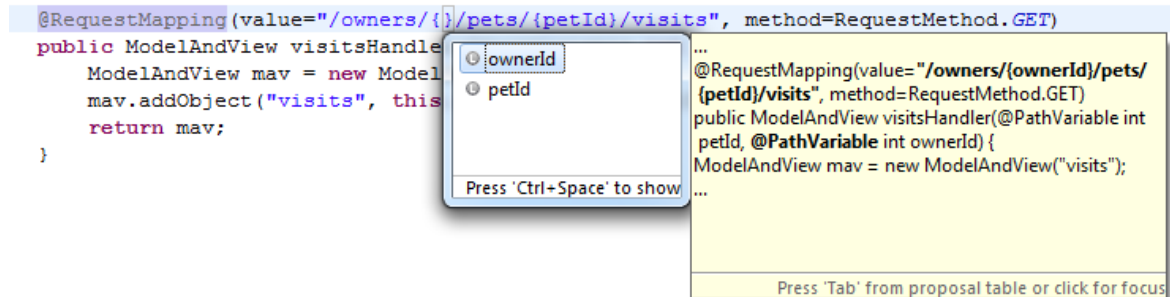 @RequestMapping(value="/owners/{}/pets/{petId}/visits", method=RequestMethod.GET)
public ModelAndView visitsHandle
ModelAndView mav = new Model
mav.addObject("visits", this
return mav;
}
ownerId
petId
Press 'Ctrl+Space' to show
...
@RequestMapping(value="/owners/{ownerId}/pets/
{petId}/visits", method=RequestMethod.GET)
public ModelAndView visitsHandler(@PathVariable int
petId, @PathVariable int ownerId) {
ModelAndView mav = new ModelAndView("visits");
...
Press 'Tab' from proposal table or click for focus